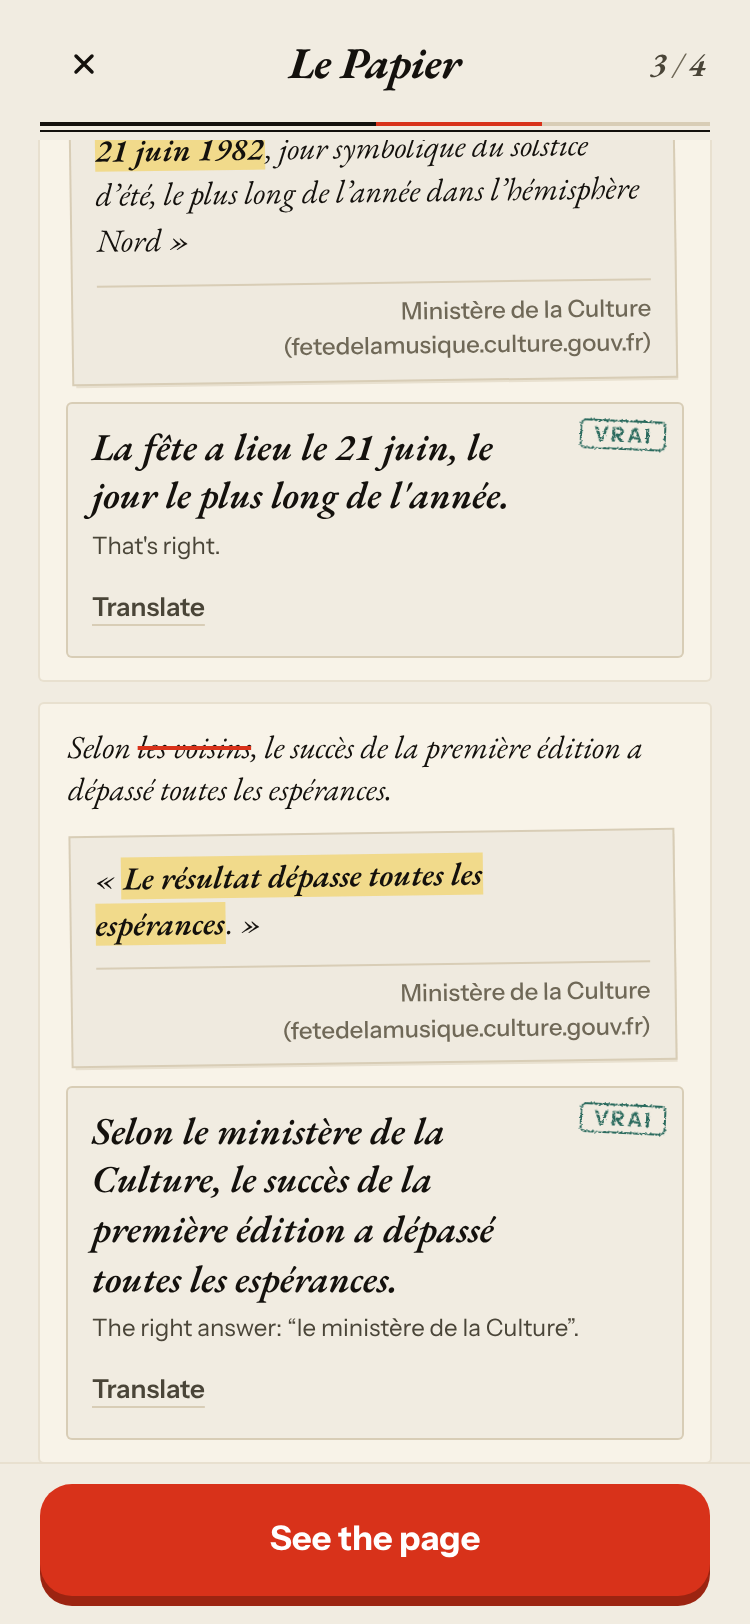 Le Papier
3 / 4
21 juin 1982, jour symbolique du solstice
d’été, le plus long de l’année dans l’hémisphère
Nord »
Ministère de la Culture
(fetedelamusique.culture.gouv.fr)
VRAI
La fête a lieu le 21 juin, le
jour le plus long de l'année.
That's right.
Translate
Selon les voisins, le succès de la première édition a
dépassé toutes les espérances.
« Le résultat dépasse toutes les
espérances. »
Ministère de la Culture
(fetedelamusique.culture.gouv.fr)
VRAI
Selon le ministère de la
Culture, le succès de la
première édition a dépassé
toutes les espérances.
The right answer: “le ministère de la Culture”.
Translate
See the page